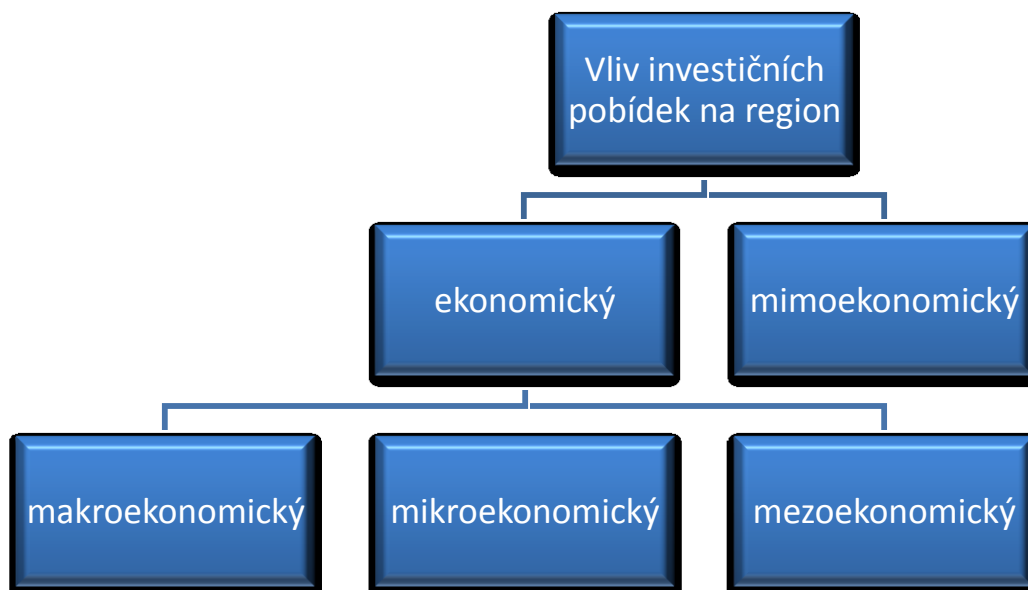 Vliv investičních
pobídek na region
ekonomický
mimoekonomický
makroekonomický
mikroekonomický
mezoekonomický